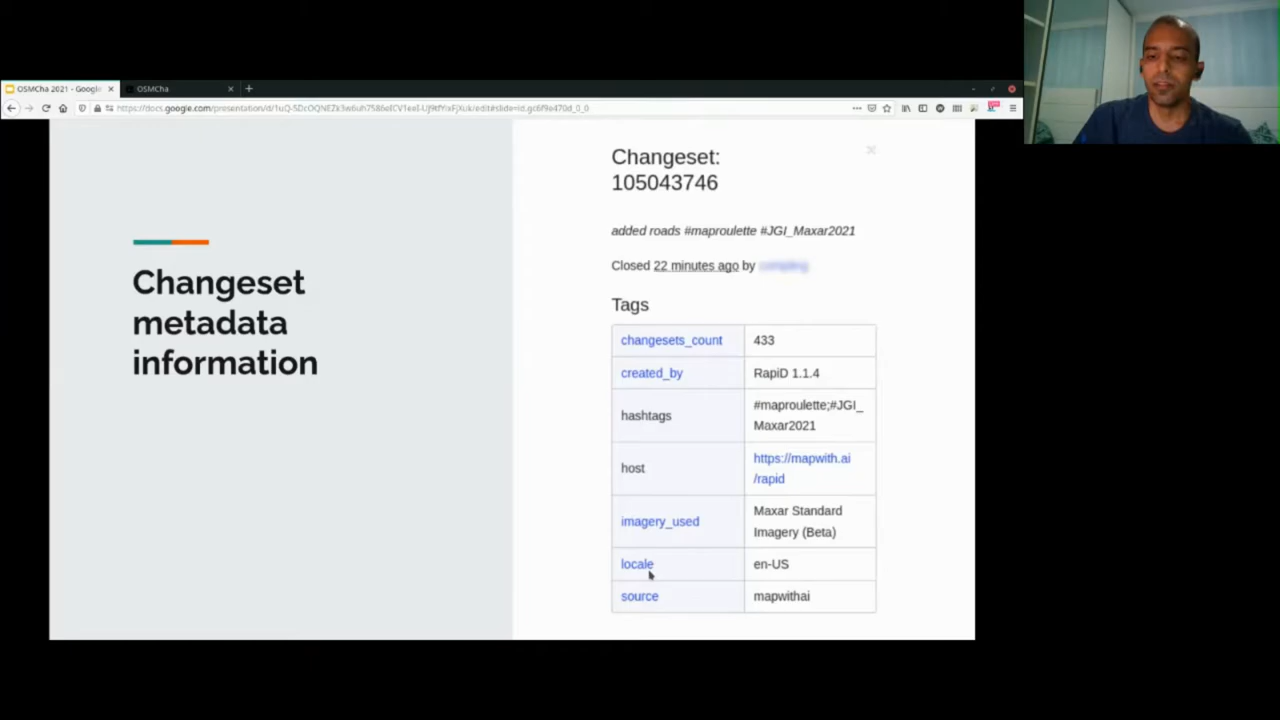 OSMCha 2021 - Google
OSMCha
Changeset
metadata
information
Changeset:
105043746
added roads #maproulette #JGI_Maxar2021
Closed 22 minutes ago by
Tags
changesets_count 433
created_by RapiD 1.1.4
hashtags #maproulette;#JGI_
Maxar2021
host https://mapwith.ai
/rapid
imagery_used Maxar Standard
Imagery (Beta)
locale en-US
source mapwithai